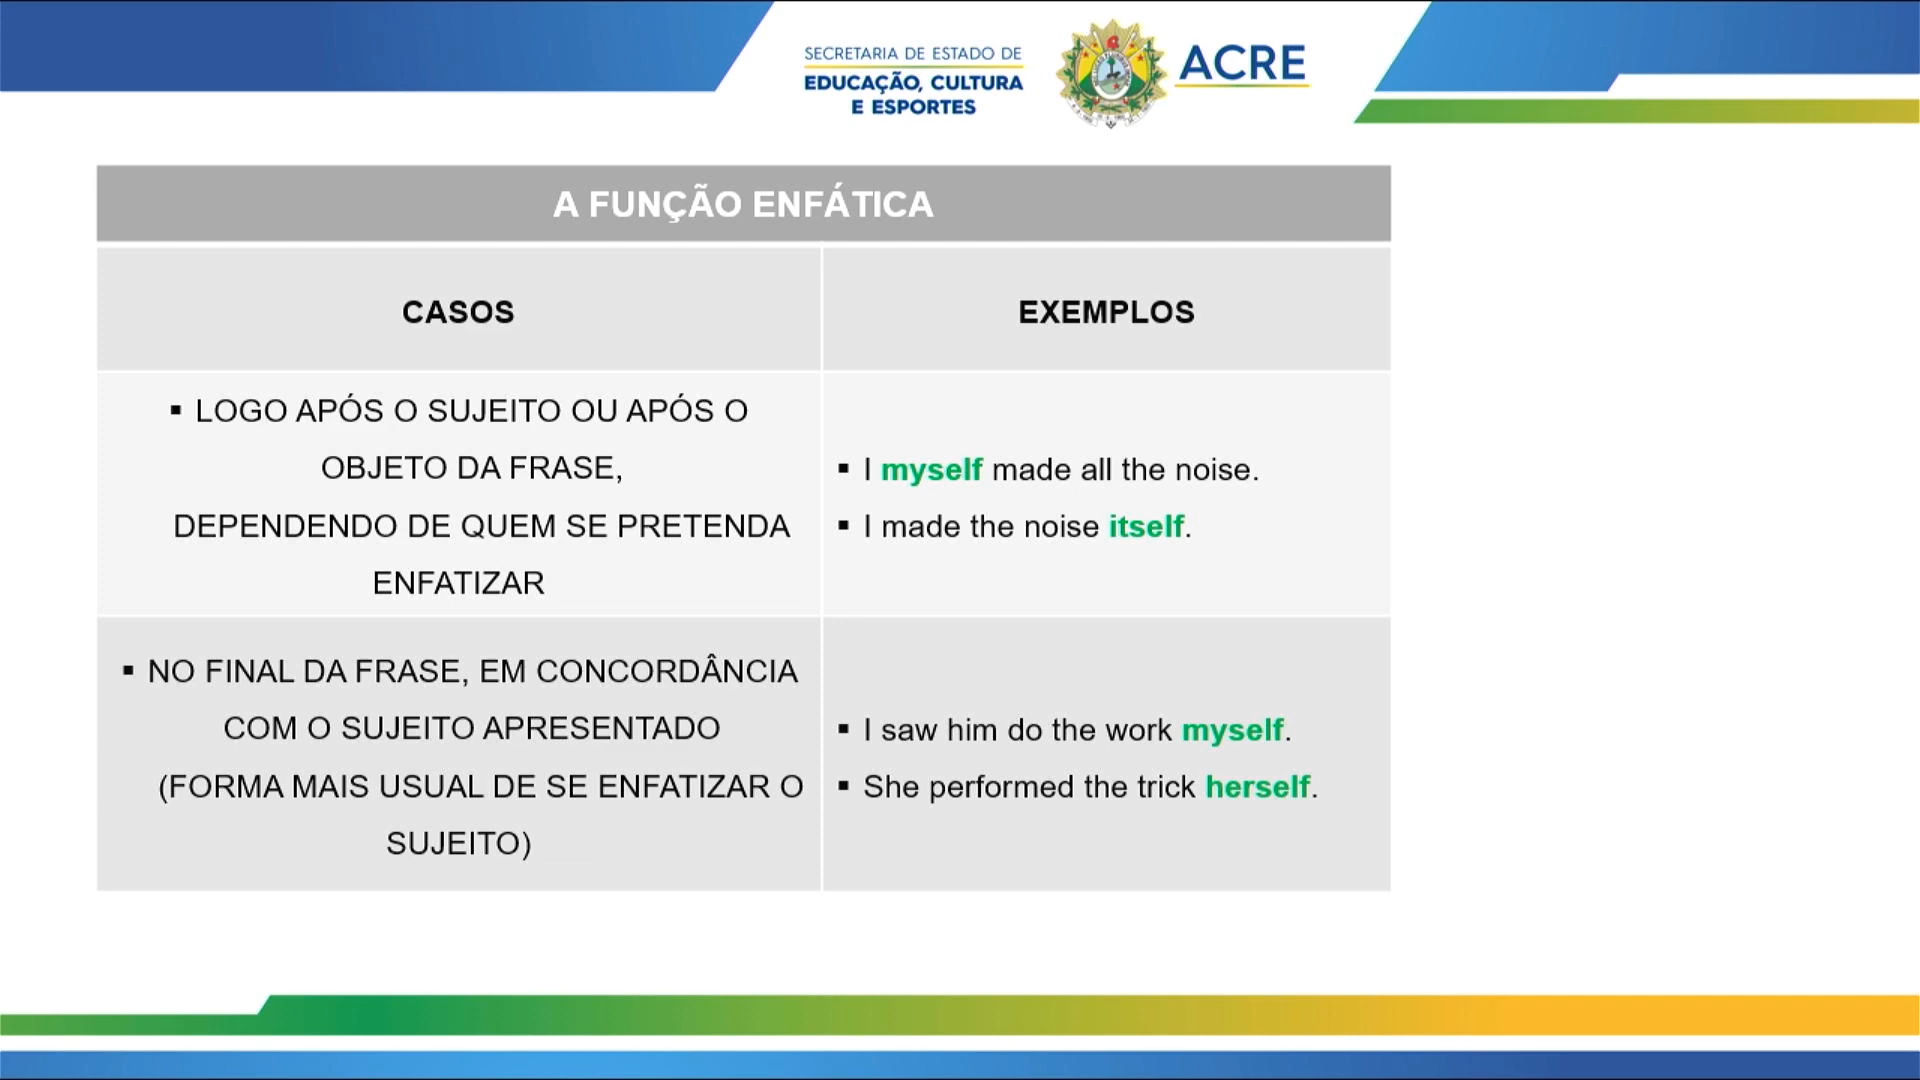 SECRETARIA DE ESTADO DE
EDUCAÇÃO, CULTURA
E ESPORTES
ACRE
A FUNÇÃO ENFÁTICA
CASOS
EXEMPLOS
▪ LOGO APÓS O SUJEITO OU APÓS O
OBJETO DA FRASE,
DEPENDENDO DE QUEM SE PRETENDA
ENFATIZAR
▪ I myself made all the noise.
▪ I made the noise itself.
▪ NO FINAL DA FRASE, EM CONCORDÂNCIA
COM O SUJEITO APRESENTADO
(FORMA MAIS USUAL DE SE ENFATIZAR O
SUJEITO)
▪ I saw him do the work myself.
▪ She performed the trick herself.